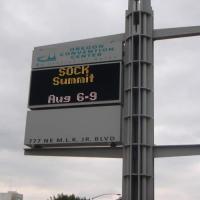 OREGON
CONVENTION
CENTER
SOCK
Summit
Aug 6-9
777 NE M.L.K. JR. BLVD